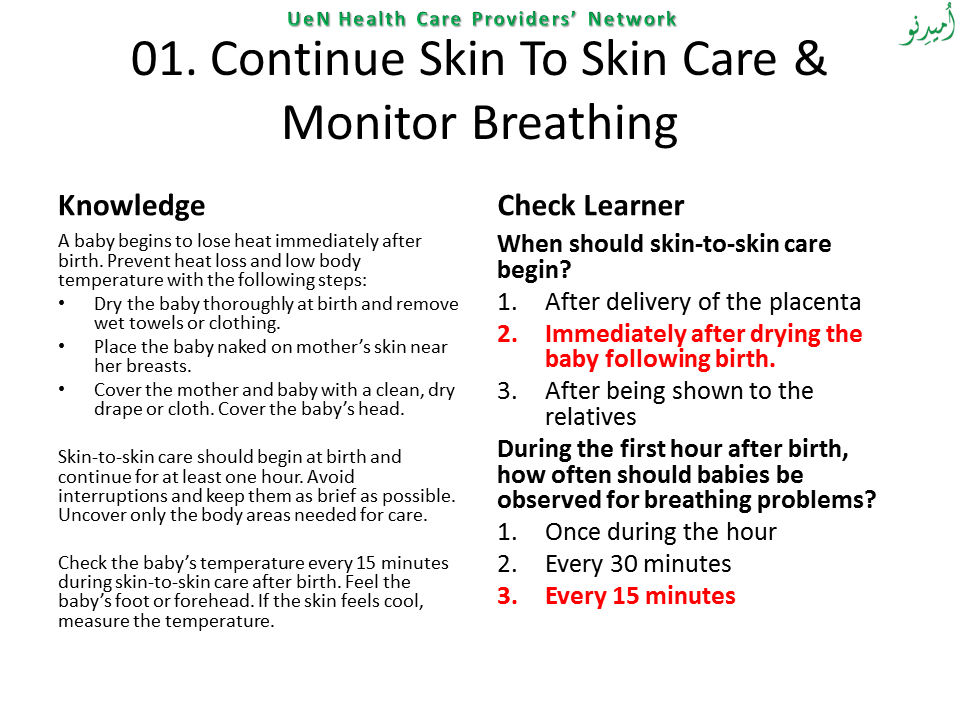 UeN Health Care Providers’ Network
اُمیدِنو
01. Continue Skin To Skin Care &
Monitor Breathing
Knowledge
A baby begins to lose heat immediately after
birth. Prevent heat loss and low body
temperature with the following steps:
• Dry the baby thoroughly at birth and remove
wet towels or clothing.
• Place the baby naked on mother’s skin near
her breasts.
• Cover the mother and baby with a clean, dry
drape or cloth. Cover the baby’s head.
Skin-to-skin care should begin at birth and
continue for at least one hour. Avoid
interruptions and keep them as brief as possible.
Uncover only the body areas needed for care.
Check the baby’s temperature every 15 minutes
during skin-to-skin care after birth. Feel the
baby’s foot or forehead. If the skin feels cool,
measure the temperature.
Check Learner
When should skin-to-skin care
begin?
1. After delivery of the placenta
2. Immediately after drying the
baby following birth.
3. After being shown to the
relatives
During the first hour after birth,
how often should babies be
observed for breathing problems?
1. Once during the hour
2. Every 30 minutes
3. Every 15 minutes